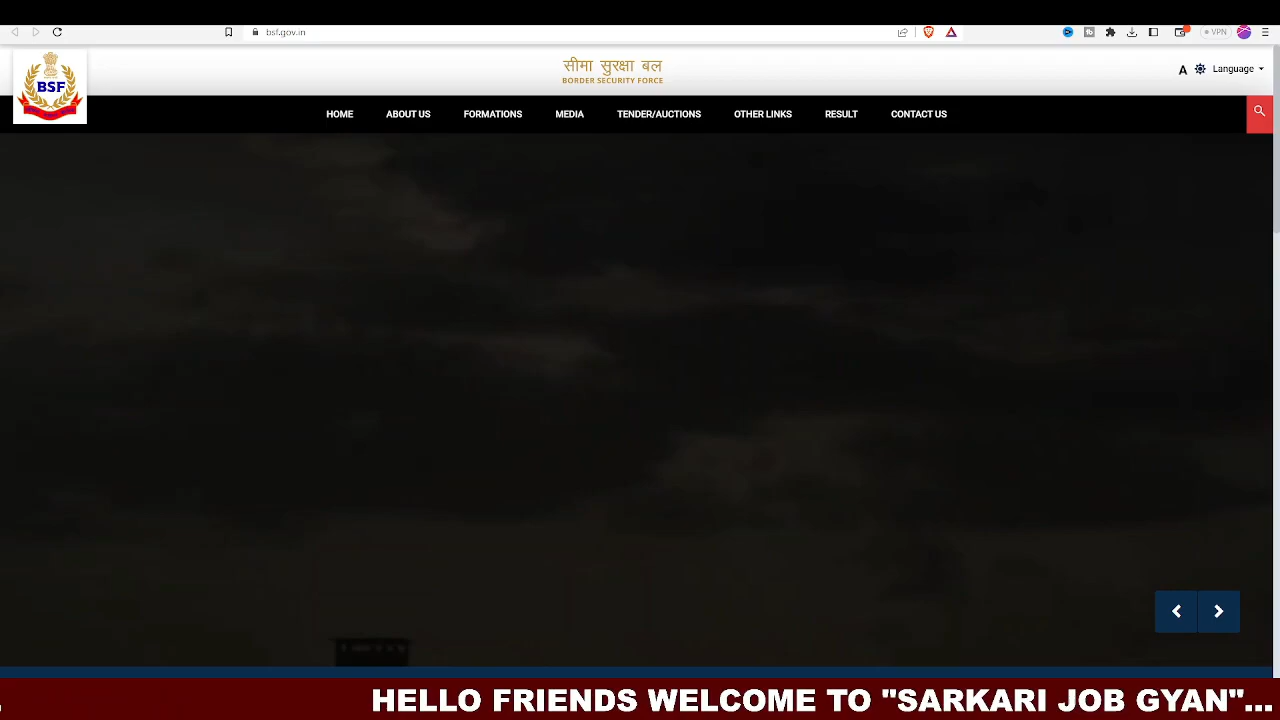 bsf.gov.in
VPN
BSF
सीमा सुरक्षा बल
BORDER SECURITY FORCE
A
Language
HOME ABOUT US FORMATIONS MEDIA TENDER/AUCTIONS OTHER LINKS RESULT CONTACT US
HELLO FRIENDS WELCOME TO "SARKARI JOB GYAN"...